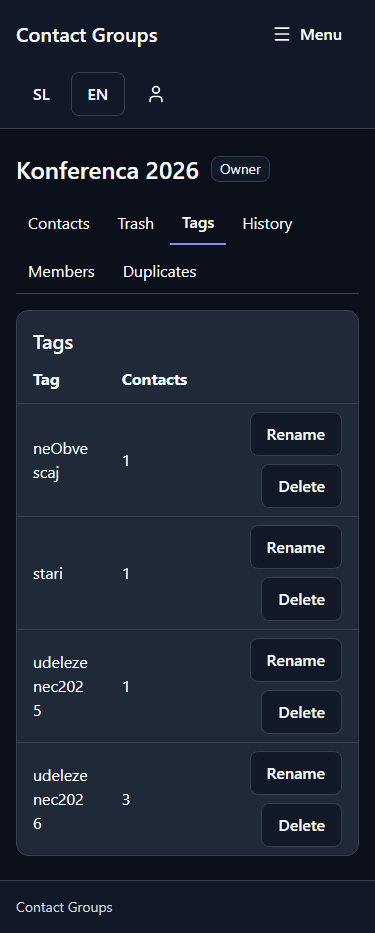 Contact Groups
Menu
SL
EN
Konferenca 2026
Owner
Contacts
Trash
Tags
History
Members
Duplicates
Tags
Tag
Contacts
neObve
scaj
1
Rename
Delete
stari
1
Rename
Delete
udeleze
nec202
5
1
Rename
Delete
udeleze
nec202
6
3
Rename
Delete
Contact Groups